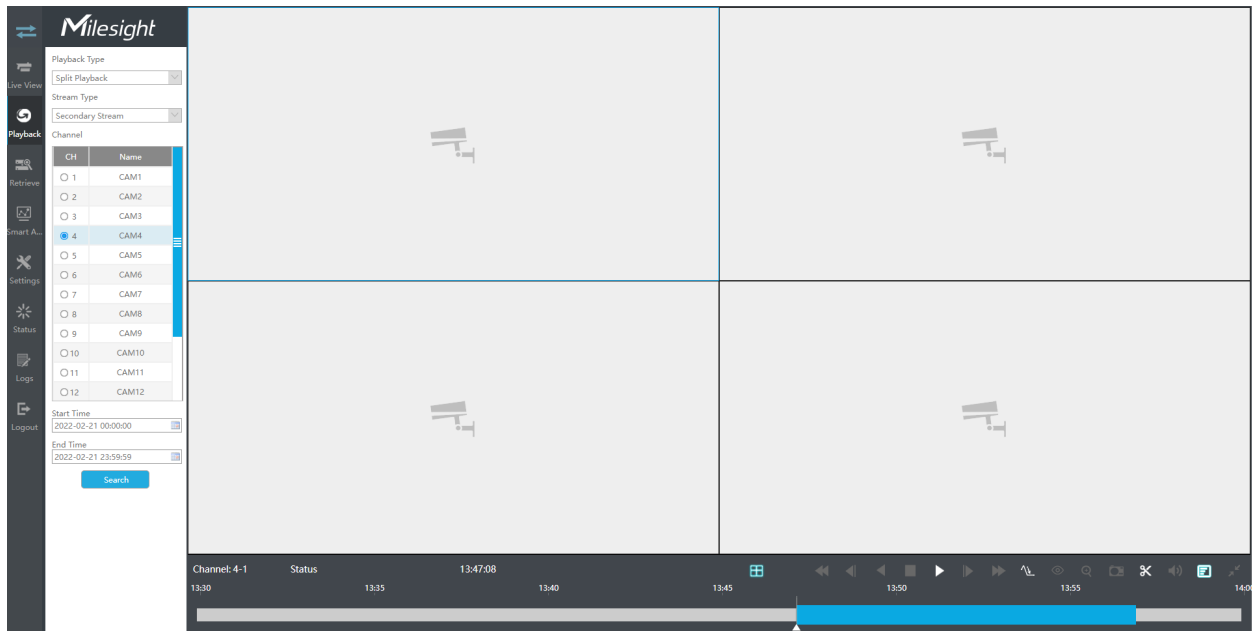 Milesight
Live View
Playback
Retrieve
Smart A...
Settings
Status
Logs
Logout
Playback Type
Split Playback
Stream Type
Secondary Stream
Channel
CH Name
1 CAM1
2 CAM2
3 CAM3
4 CAM4
5 CAM5
6 CAM6
7 CAM7
8 CAM8
9 CAM9
10 CAM10
11 CAM11
12 CAM12
Start Time
2022-02-21 00:00:00
End Time
2022-02-21 23:59:59
Search
Channel: 4-1 Status 13:47:08
13:30 13:35 13:40 13:45 13:50 13:55 14:00